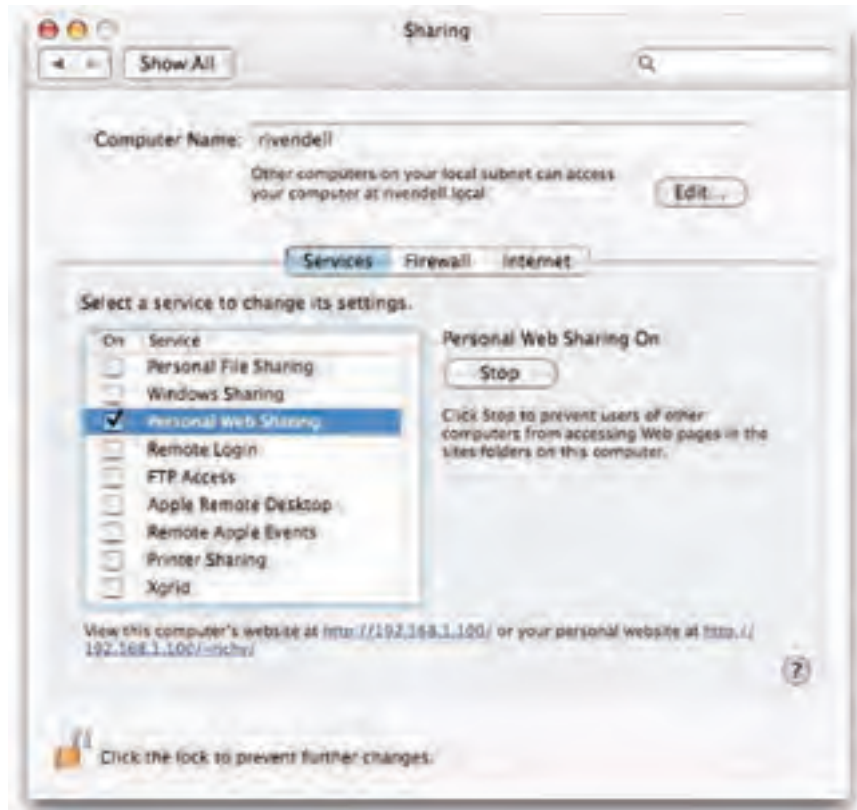 Sharing
Show All
Computer Name: rivendell
Other computers on your local subnet can access
your computer at rivendell.local
Edit...
Services Firewall Internet
Select a service to change its settings.
On Service
Personal File Sharing
Windows Sharing
Personal Web Sharing
Remote Login
FTP Access
Apple Remote Desktop
Remote Apple Events
Printer Sharing
Xgrid
Personal Web Sharing On
Stop
Click Stop to prevent users of other
computers from accessing Web pages in the
sites folders on this computer.
View this computer's website at http://192.168.1.100/ or your personal website at http://
192.168.1.100/~richy/
?
Click the lock to prevent further changes.